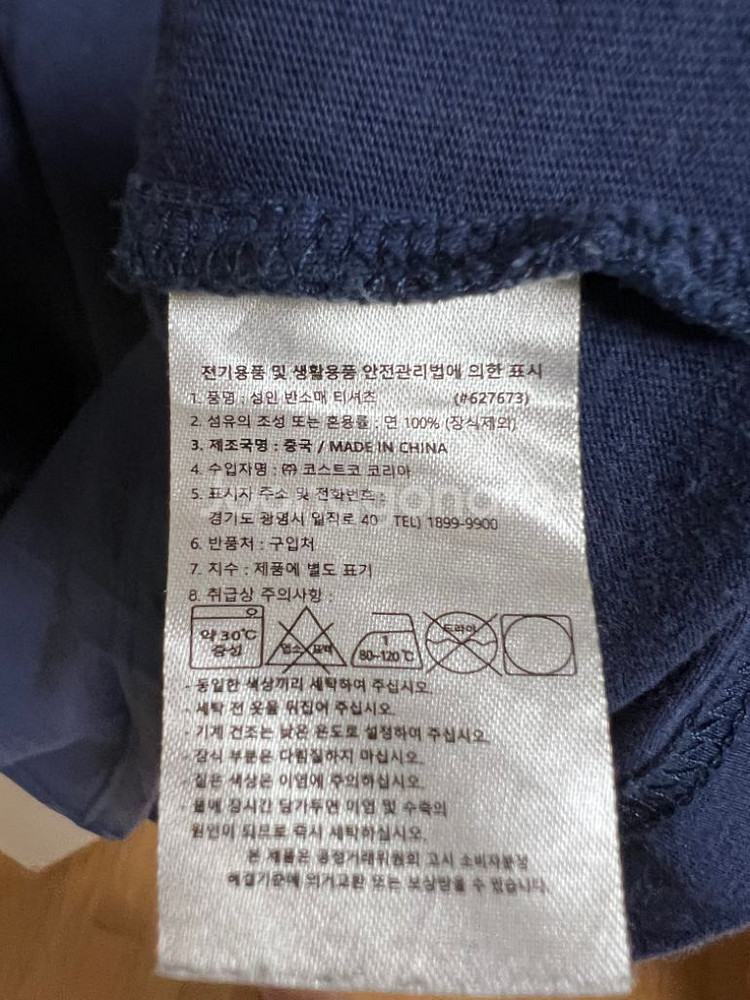 전기용품 및 생활용품 안전관리법에 의한 표시
1. 품명 : 성인 반소매 티셔츠 (#627673)
2. 섬유의 조성 또는 혼용률 : 면 100% (장식제외)
3. 제조국명 : 중국 / MADE IN CHINA
4. 수입자명 : ㈜ 코스트코 코리아
5. 표시자 주소 및 전화번호 :
경기도 광명시 일직로 40 TEL) 1899-9900
6. 반품처 : 구입처
7. 치수 : 제품에 별도 표기
8. 취급상 주의사항 :
약 30℃
중성
염소 표백
1
80~120℃
드라이
- 동일한 색상끼리 세탁하여 주십시오.
- 세탁 전 옷을 뒤집어 주십시오.
- 기계 건조는 낮은 온도로 설정하여 주십시오.
- 장식 부분은 다림질하지 마십시오.
- 짙은 색상은 이염에 주의하십시오.
- 물에 장시간 담가두면 이염 및 수축의
원인이 되므로 즉시 세탁하십시오.
본 제품은 공정거래위원회 고시 소비자분쟁
해결기준에 의거교환 또는 보상받을 수 있습니다.